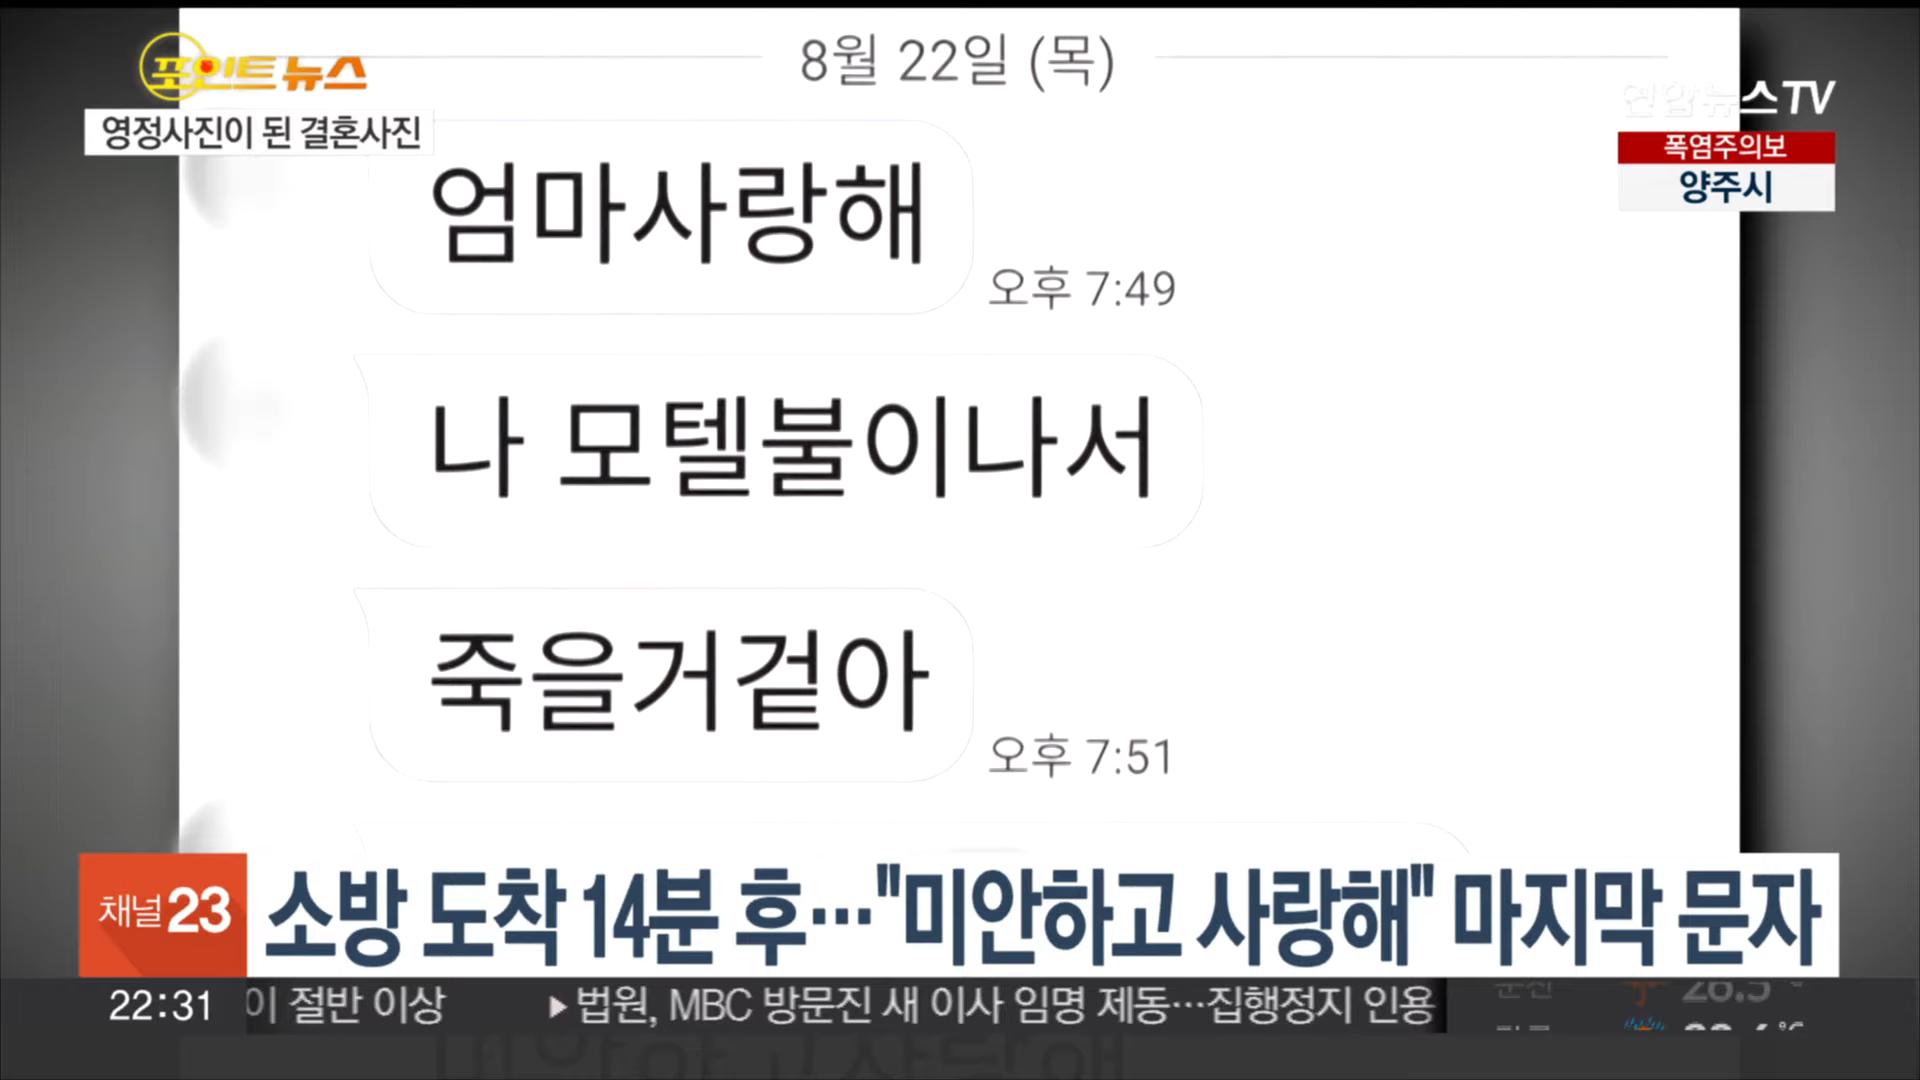 8월 22일 (목)
포인트뉴스
연합뉴스TV
영정사진이 된 결혼사진
폭염주의보
양주시
엄마사랑해
오후 7:49
나 모텔불이나서
죽을거겉아
오후 7:51
채널23
소방 도착 14분 후…"미안하고 사랑해" 마지막 문자
22:31
이 절반 이상 ▶법원, MBC 방문진 새 이사 임명 제동…집행정지 인용